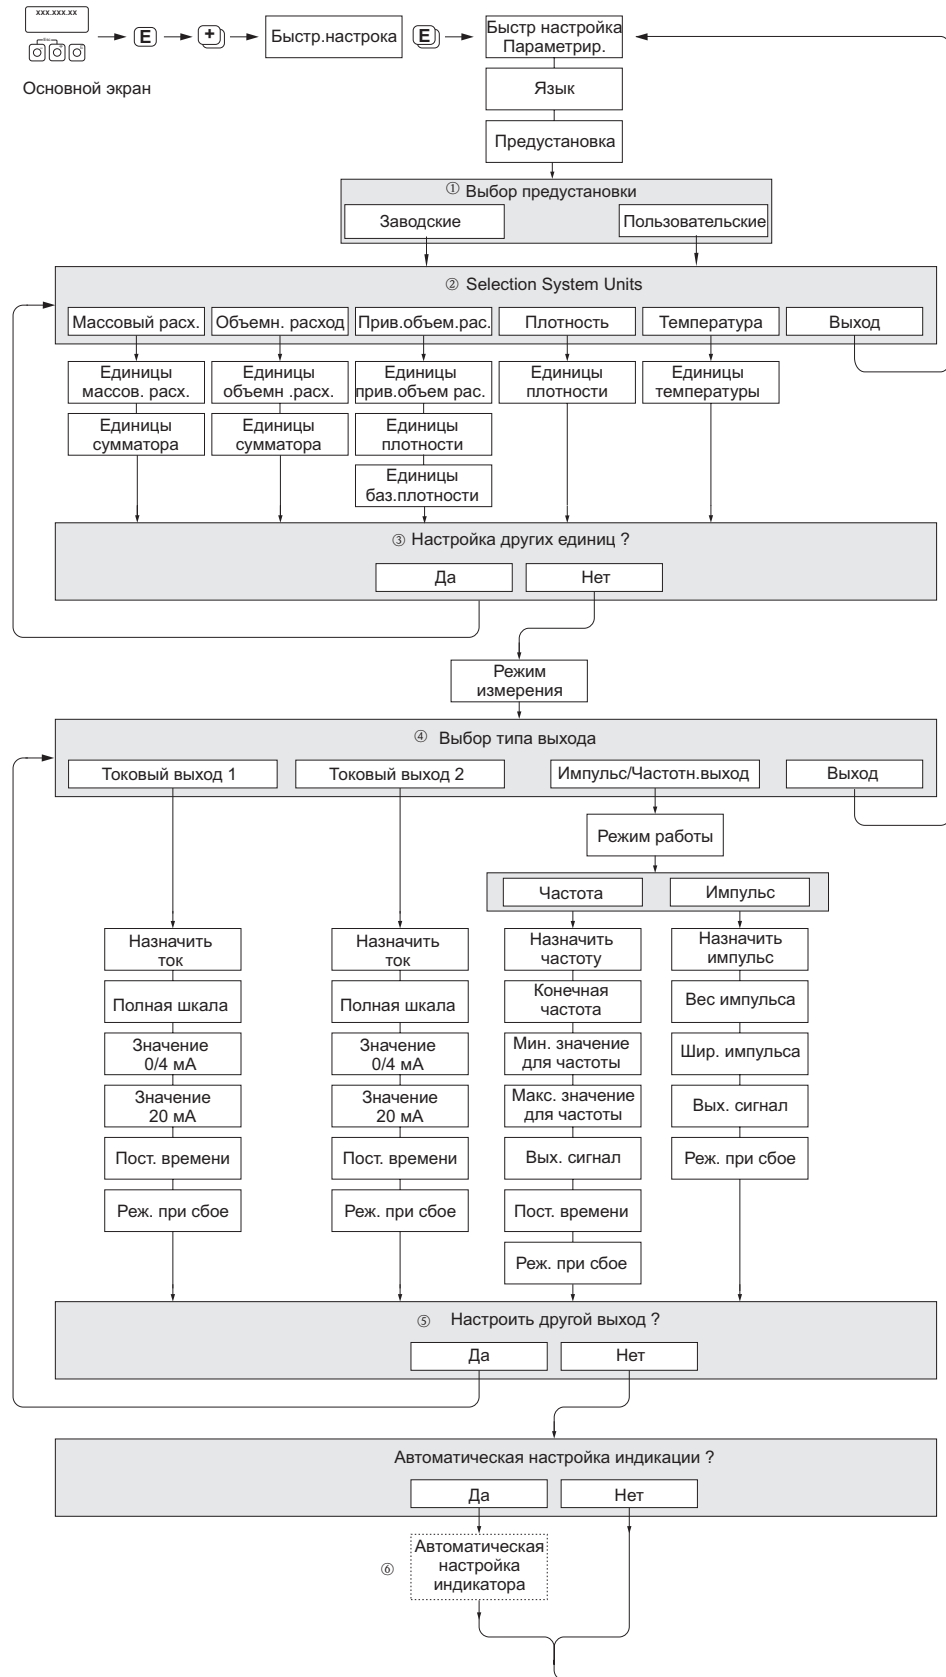 xxx.xxx.xx
Esc
E
+
Быстр.настрока
E
Быстр настройка
Параметрир.
Основной экран
Язык
Предустановка
① Выбор предустановки
Заводские
Пользовательские
② Selection System Units
Массовый расх.
Объемн. расход
Прив.объем.рас.
Плотность
Температура
Выход
Единицы
массов. расх.
Единицы
объемн .расх.
Единицы
прив.объем рас.
Единицы
плотности
Единицы
температуры
Единицы
сумматора
Единицы
сумматора
Единицы
плотности
Единицы
баз.плотности
③ Настройка других единиц ?
Да
Нет
Режим
измерения
④ Выбор типа выхода
Токовый выход 1
Токовый выход 2
Импульс/Частотн.выход
Выход
Режим работы
Частота
Импульс
Назначить
ток
Назначить
ток
Назначить
частоту
Назначить
импульс
Полная шкала
Полная шкала
Конечная
частота
Вес импульса
Значение
0/4 мА
Значение
0/4 мА
Мин. значение
для частоты
Шир. импульса
Значение
20 мА
Значение
20 мА
Макс. значение
для частоты
Вых. сигнал
Пост. времени
Пост. времени
Вых. сигнал
Реж. при сбое
Реж. при сбое
Реж. при сбое
Пост. времени
Реж. при сбое
⑤ Настроить другой выход ?
Да
Нет
Автоматическая настройка индикации ?
Да
Нет
⑥
Автоматическая
настройка
индикатора